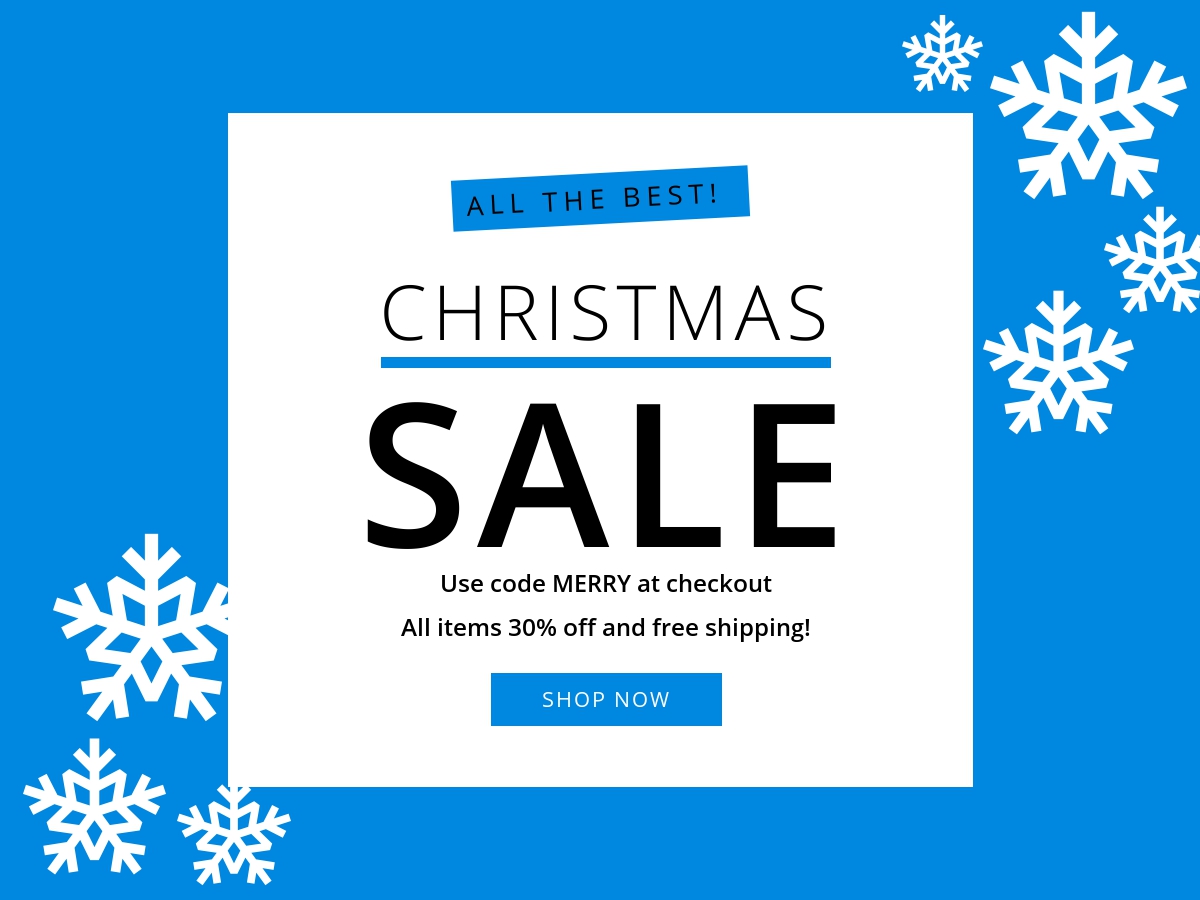 ALL THE BEST!
CHRISTMAS
SALE
Use code MERRY at checkout
All items 30% off and free shipping!
SHOP NOW